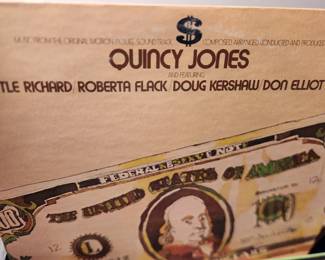 $
MUSIC FROM THE ORIGINAL MOTION PICTURE SOUNDTRACK COMPOSED, ARRANGED, CONDUCTED AND PRODUCED
QUINCY JONES
AND FEATURING
TLE RICHARD/ROBERTA FLACK/DOUG KERSHAW/DON ELLIOT
FEDERAL RESERVE NOTE
THE UNITED STATES OF AMERICA